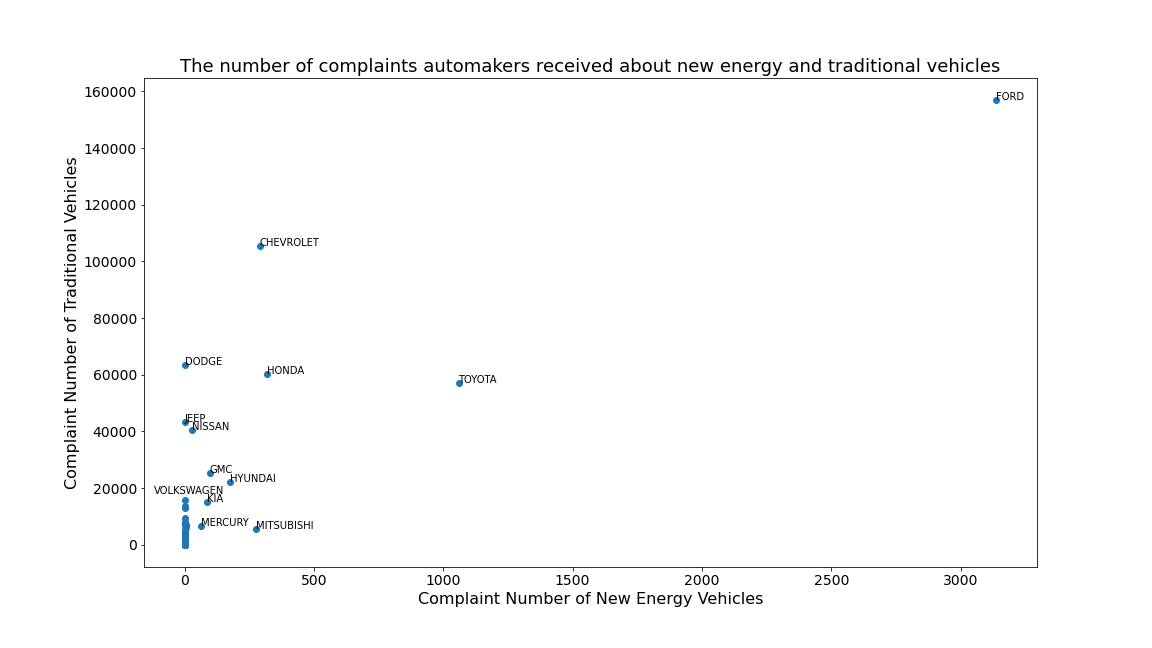 The number of complaints automakers received about new energy and traditional vehicles
160000
140000
120000
100000
80000
60000
40000
20000
0
Complaint Number of Traditional Vehicles
FORD
CHEVROLET
DODGE
HONDA
TOYOTA
JEEP
NISSAN
GMC
HYUNDAI
VOLKSWAGEN
KIA
MERCURY
MITSUBISHI
0 500 1000 1500 2000 2500 3000
Complaint Number of New Energy Vehicles